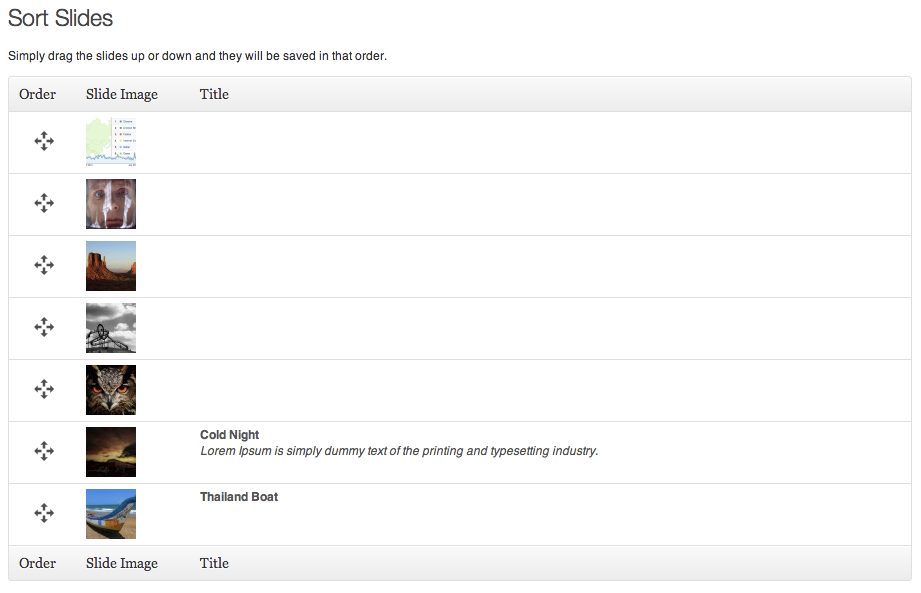 Sort Slides
Simply drag the slides up or down and they will be saved in that order.
Order Slide Image Title
Cold Night
Lorem Ipsum is simply dummy text of the printing and typesetting industry.
Thailand Boat
Order Slide Image Title